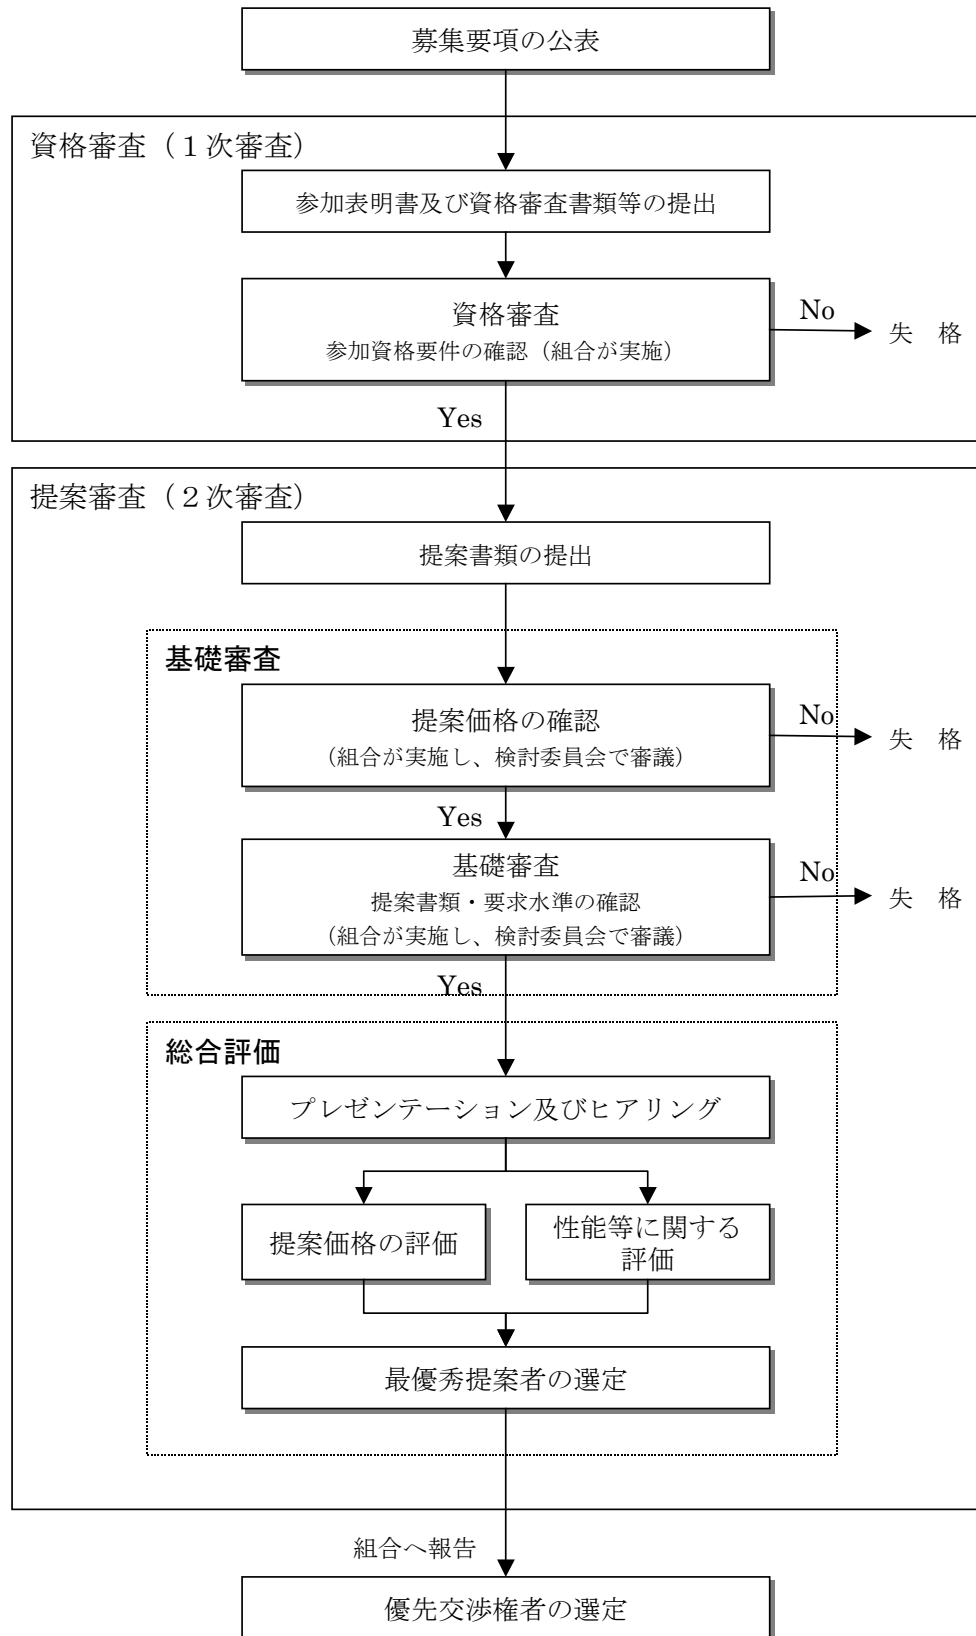 募集要項の公表
資格審査（１次審査）
参加表明書及び資格審査書類等の提出
資格審査
参加資格要件の確認（組合が実施）
No
失　格
Yes
提案審査（２次審査）
提案書類の提出
基礎審査
提案価格の確認
（組合が実施し、検討委員会で審議）
No
失　格
Yes
基礎審査
提案書類・要求水準の確認
（組合が実施し、検討委員会で審議）
No
失　格
Yes
総合評価
プレゼンテーション及びヒアリング
提案価格の評価
性能等に関する
評価
最優秀提案者の選定
組合へ報告
優先交渉権者の選定